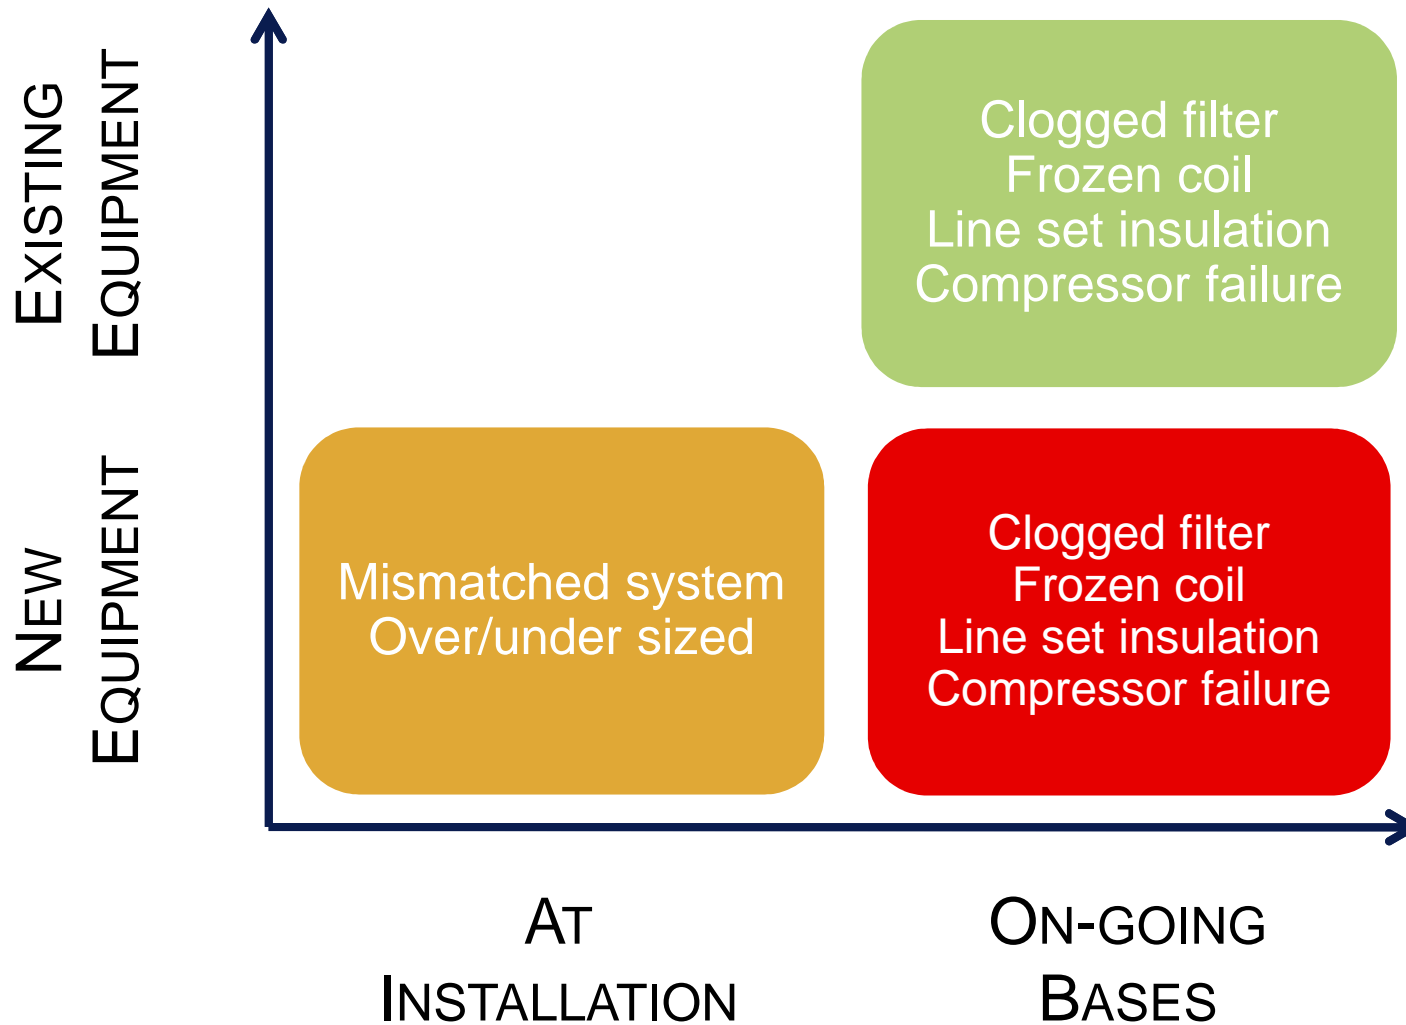 EXISTING
EQUIPMENT
Clogged filter
Frozen coil
Line set insulation
Compressor failure
NEW
EQUIPMENT
Mismatched system
Over/under sized
Clogged filter
Frozen coil
Line set insulation
Compressor failure
AT
INSTALLATION
ON-GOING
BASES